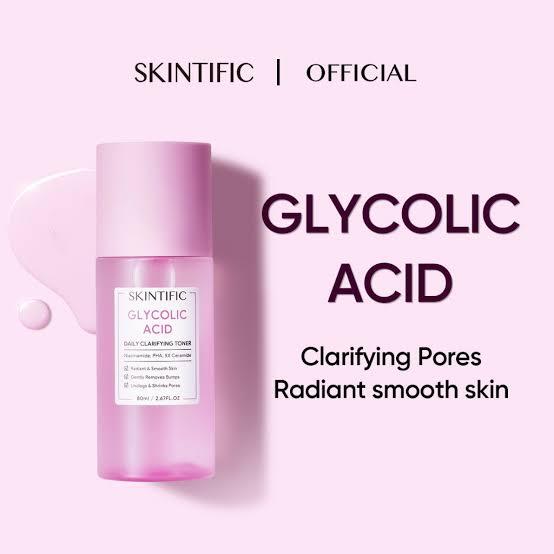 SKINTIFIC | OFFICIAL
GLYCOLIC
ACID
Clarifying Pores
Radiant smooth skin
SKINTIFIC
GLYCOLIC
ACID
DAILY CLARIFYING TONER
Niacinamide, PHA, 5X Ceramide
Radiant & Smooth Skin
Gently Removes Bumps
Unclogs & Shrinks Pores
80ml / 2.67FL.OZ